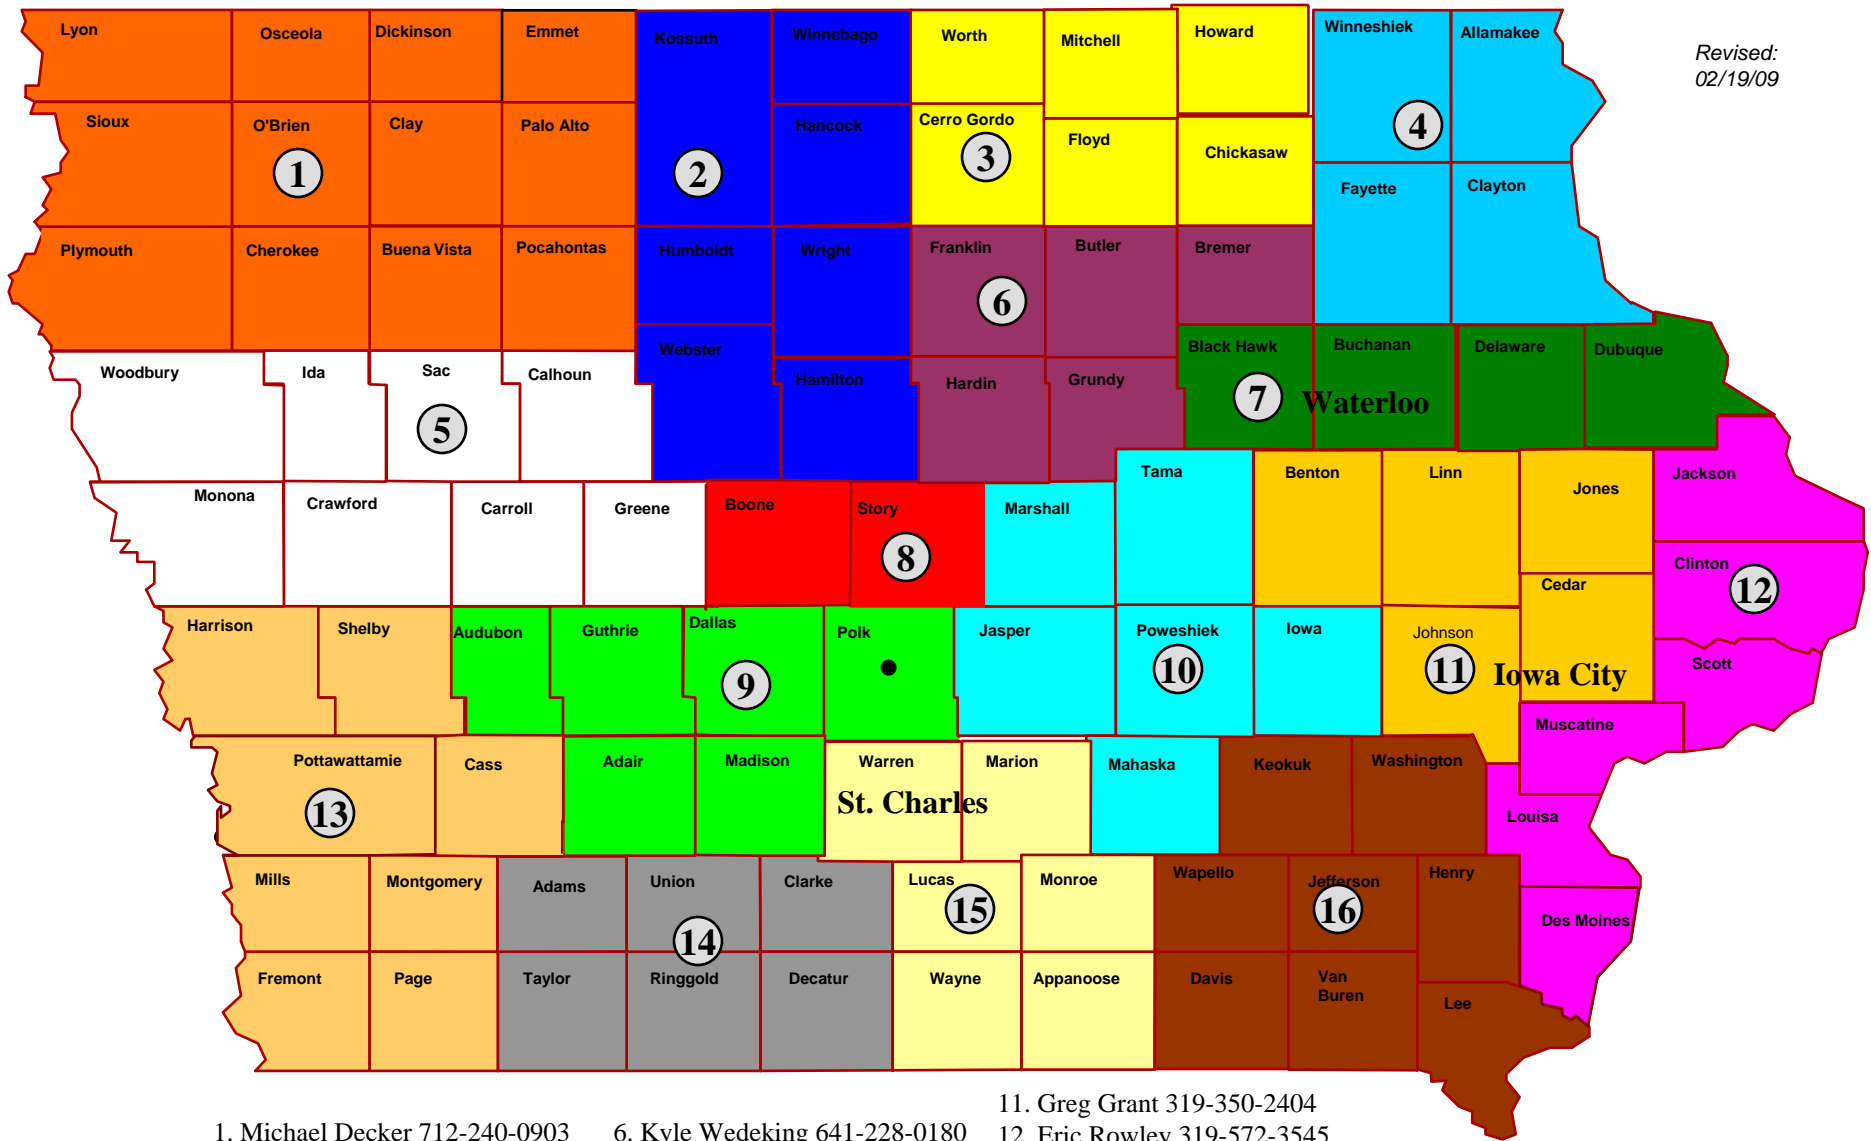 Lyon
Osceola
Dickinson
Emmet
Kossuth
Winnebago
Worth
Mitchell
Howard
Winneshiek
Allamakee
Revised:
02/19/09
Sioux
O'Brien
Clay
Palo Alto
Hancock
Cerro Gordo
Floyd
Chickasaw
1
2
3
4
Fayette
Clayton
Plymouth
Cherokee
Buena Vista
Pocahontas
Humboldt
Wright
Franklin
Butler
Bremer
6
Woodbury
Ida
Sac
Calhoun
Webster
Hamilton
Hardin
Grundy
Black Hawk
Buchanan
Delaware
Dubuque
5
7
Waterloo
Monona
Crawford
Carroll
Greene
Boone
Story
Marshall
Tama
Benton
Linn
Jones
Jackson
8
Clinton
12
Cedar
Harrison
Shelby
Audubon
Guthrie
Dallas
Polk
Jasper
Poweshiek
Iowa
Johnson
Scott
9
10
11
Iowa City
Muscatine
Pottawattamie
Cass
Adair
Madison
Warren
Marion
Mahaska
Keokuk
Washington
13
St. Charles
Louisa
Mills
Montgomery
Adams
Union
Clarke
Lucas
Monroe
Wapello
Jefferson
Henry
14
15
16
Des Moines
Fremont
Page
Taylor
Ringgold
Decatur
Wayne
Appanoose
Davis
Van
Buren
Lee
11. Greg Grant 319-350-2404
1. Michael Decker 712-240-0903
6. Kyle Wedeking 641-228-0180
12. Eric Rowley 319-572-3545